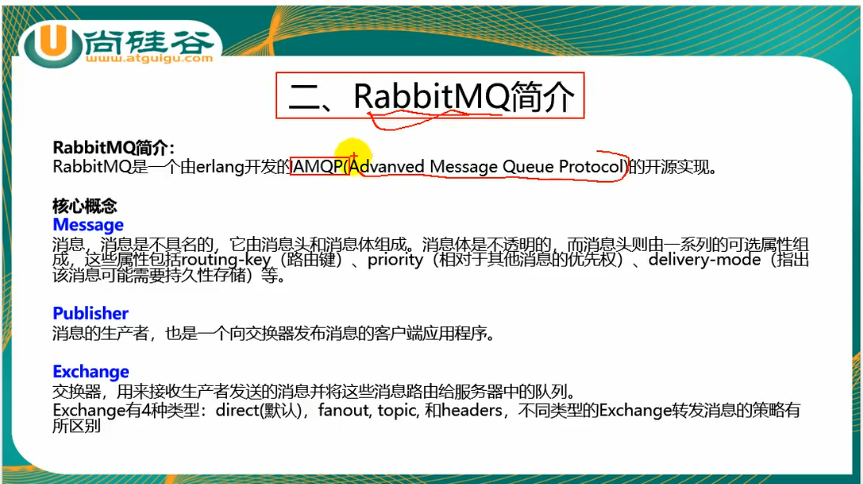 尚硅谷
www.atguigu.com
二、RabbitMQ简介
RabbitMQ简介：
RabbitMQ是一个由erlang开发的AMQP(Advanved Message Queue Protocol)的开源实现。
核心概念
Message
消息，消息是不具名的，它由消息头和消息体组成。消息体是不透明的，而消息头则由一系列的可选属性组
成，这些属性包括routing-key（路由键）、priority（相对于其他消息的优先权）、delivery-mode（指出
该消息可能需要持久性存储）等。
Publisher
消息的生产者，也是一个向交换器发布消息的客户端应用程序。
Exchange
交换器，用来接收生产者发送的消息并将这些消息路由给服务器中的队列。
Exchange有4种类型：direct(默认)，fanout, topic, 和headers，不同类型的Exchange转发消息的策略有
所区别